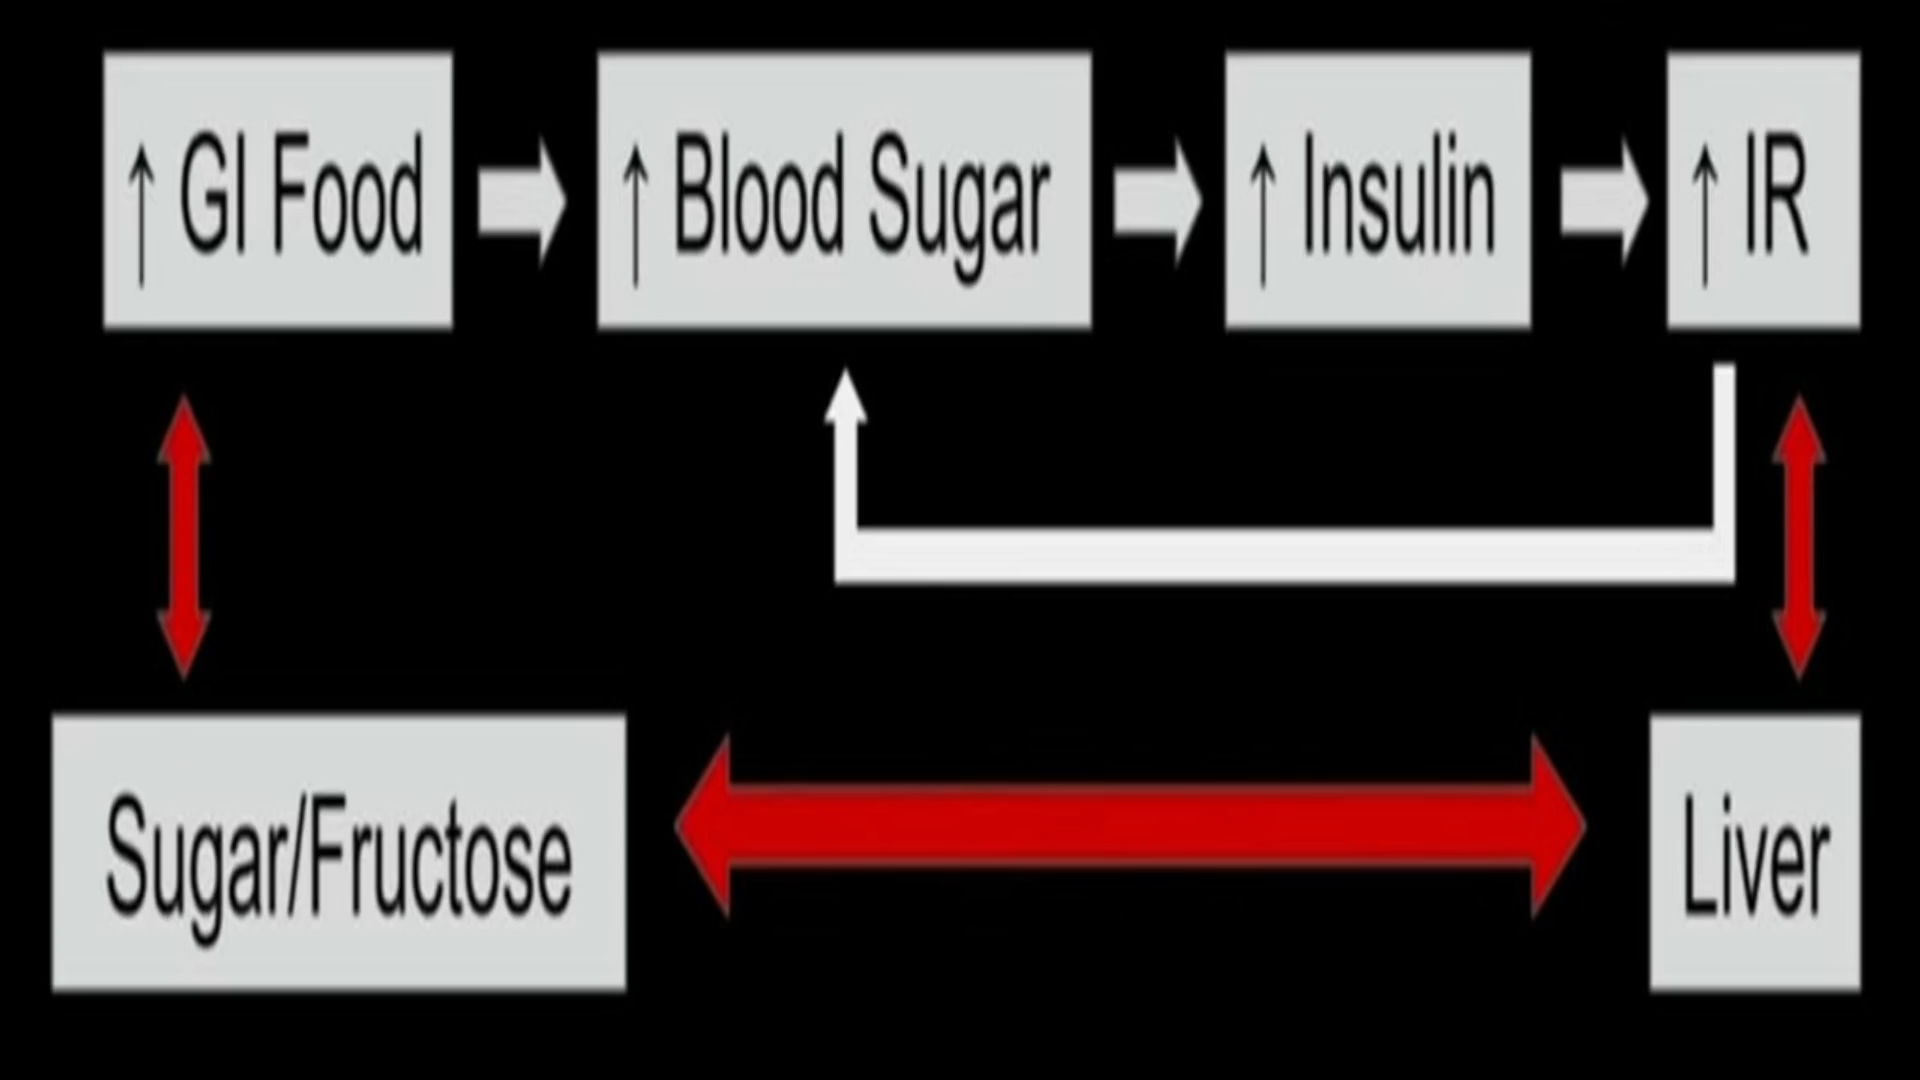 ↑ GI Food
↑ Blood Sugar
↑ Insulin
↑ IR
Sugar/Fructose
Liver